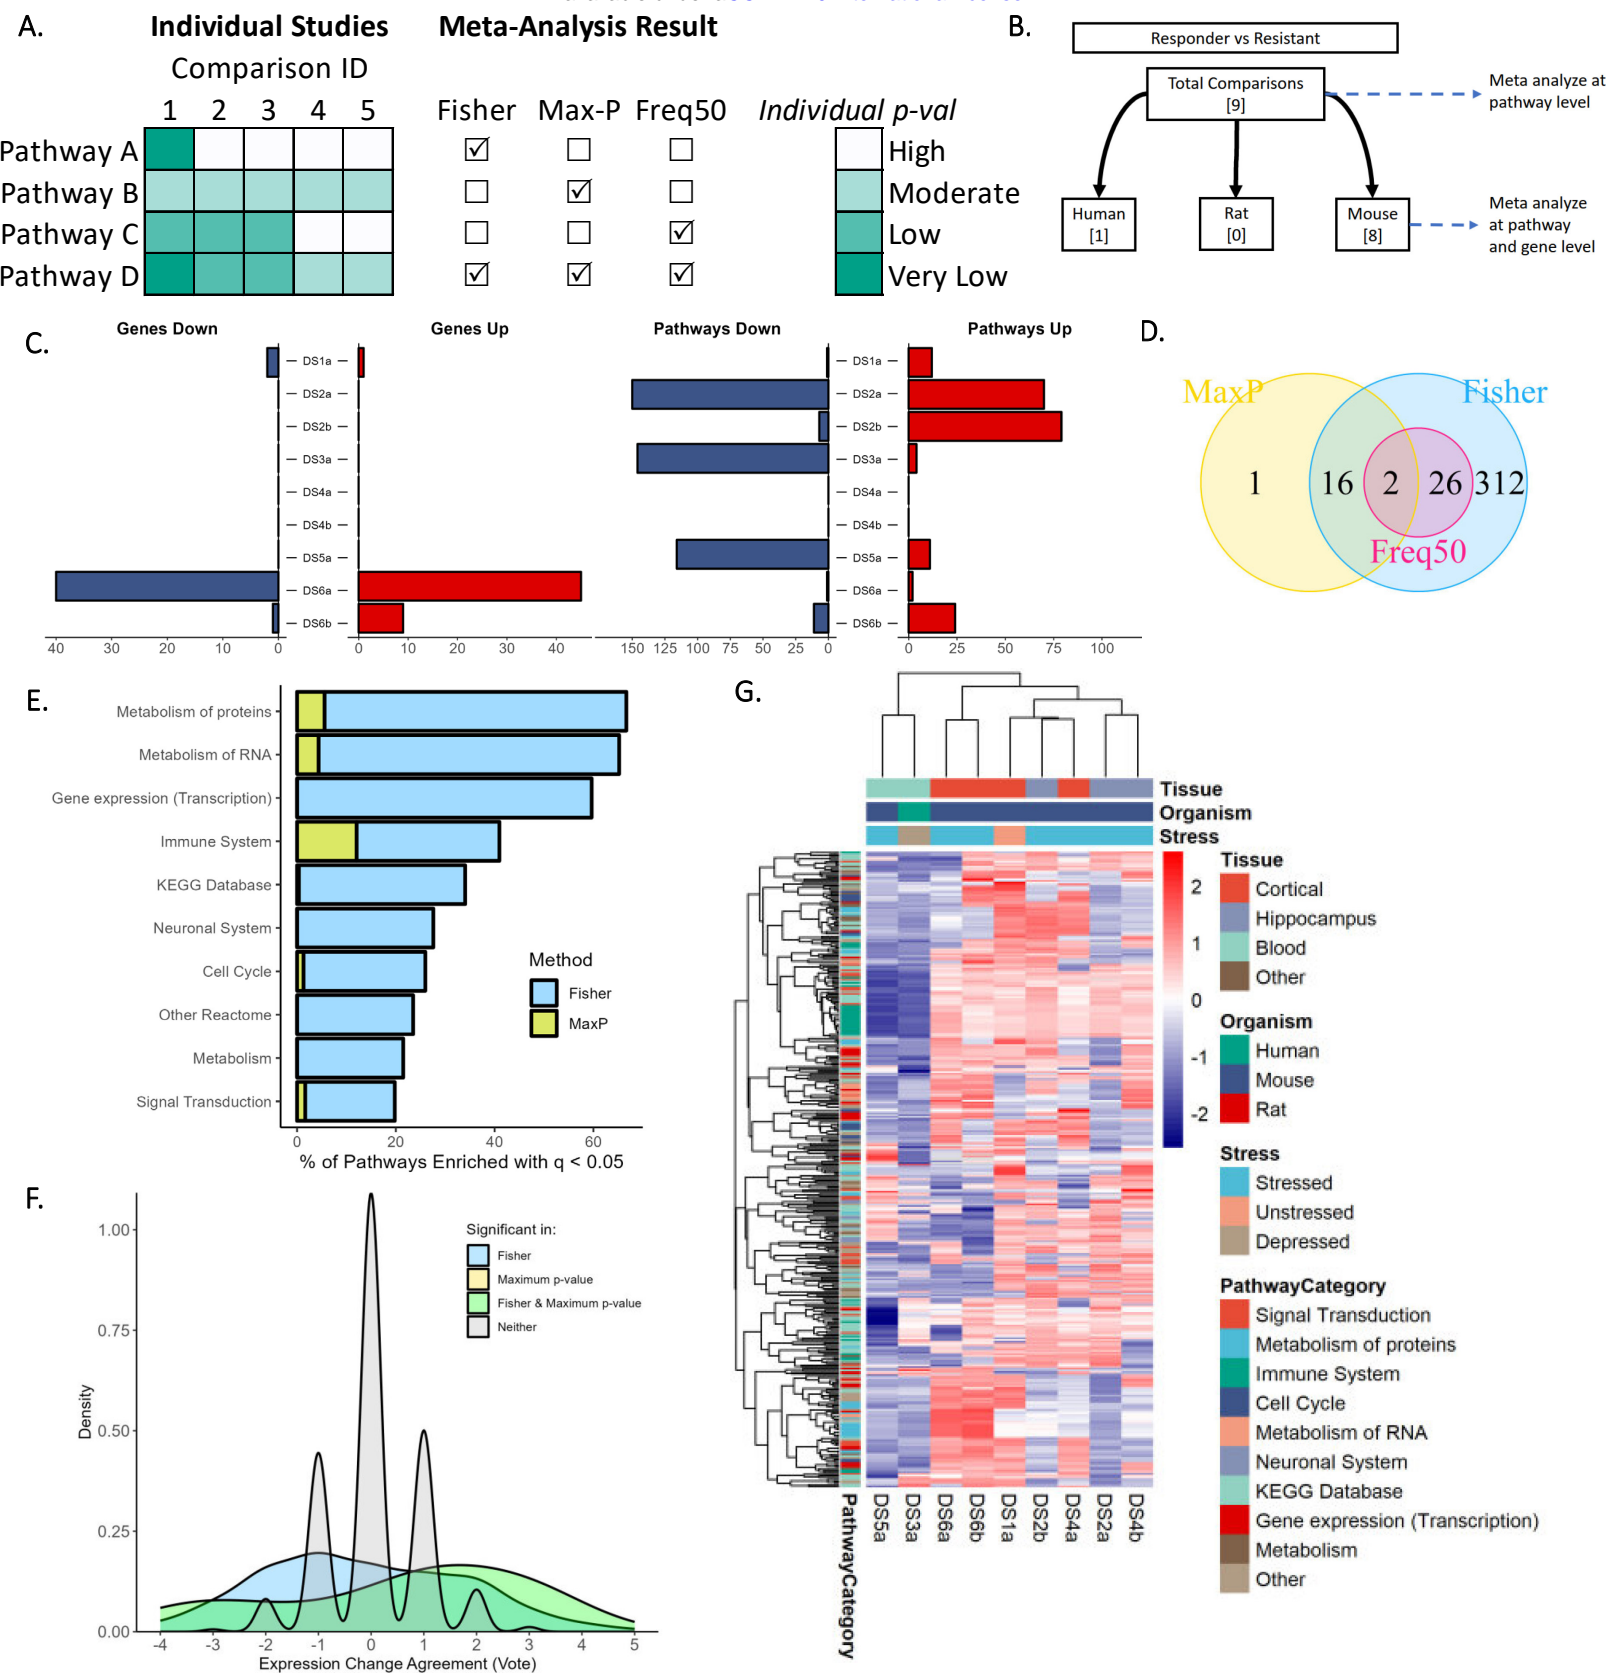 A.
Individual Studies
Meta-Analysis Result
Comparison ID
1 2 3 4 5
Fisher Max-P Freq50
Individual p-val
Pathway A
Pathway B
Pathway C
Pathway D
High
Moderate
Low
Very Low
B.
Responder vs Resistant
Total Comparisons
[9]
Meta analyze at
pathway level
Human
[1]
Rat
[0]
Mouse
[8]
Meta analyze
at pathway
and gene level
C.
Genes Down
Genes Up
Pathways Down
Pathways Up
DS1a
DS2a
DS2b
DS3a
DS4a
DS4b
DS5a
DS6a
DS6b
DS1a
DS2a
DS2b
DS3a
DS4a
DS4b
DS5a
DS6a
DS6b
40 30 20 10 0
0 10 20 30 40
150 125 100 75 50 25 0
0 25 50 75 100
D.
MaxP
Fisher
1 16 2 26 312
Freq50
E.
Metabolism of proteins
Metabolism of RNA
Gene expression (Transcription)
Immune System
KEGG Database
Neuronal System
Cell Cycle
Other Reactome
Metabolism
Signal Transduction
Method
Fisher
MaxP
0 20 40 60
% of Pathways Enriched with q < 0.05
F.
Significant in:
Fisher
Maximum p-value
Fisher & Maximum p-value
Neither
Density
1.00
0.75
0.50
0.25
0.00
-4 -3 -2 -1 0 1 2 3 4 5
Expression Change Agreement (Vote)
G.
Tissue
Organism
Stress
2
1
0
-1
-2
Tissue
Cortical
Hippocampus
Blood
Other
Organism
Human
Mouse
Rat
Stress
Stressed
Unstressed
Depressed
PathwayCategory
Signal Transduction
Metabolism of proteins
Immune System
Cell Cycle
Metabolism of RNA
Neuronal System
KEGG Database
Gene expression (Transcription)
Metabolism
Other
PathwayCategory
DS5a
DS3a
DS6a
DS6b
DS1a
DS2b
DS4a
DS2a
DS4b